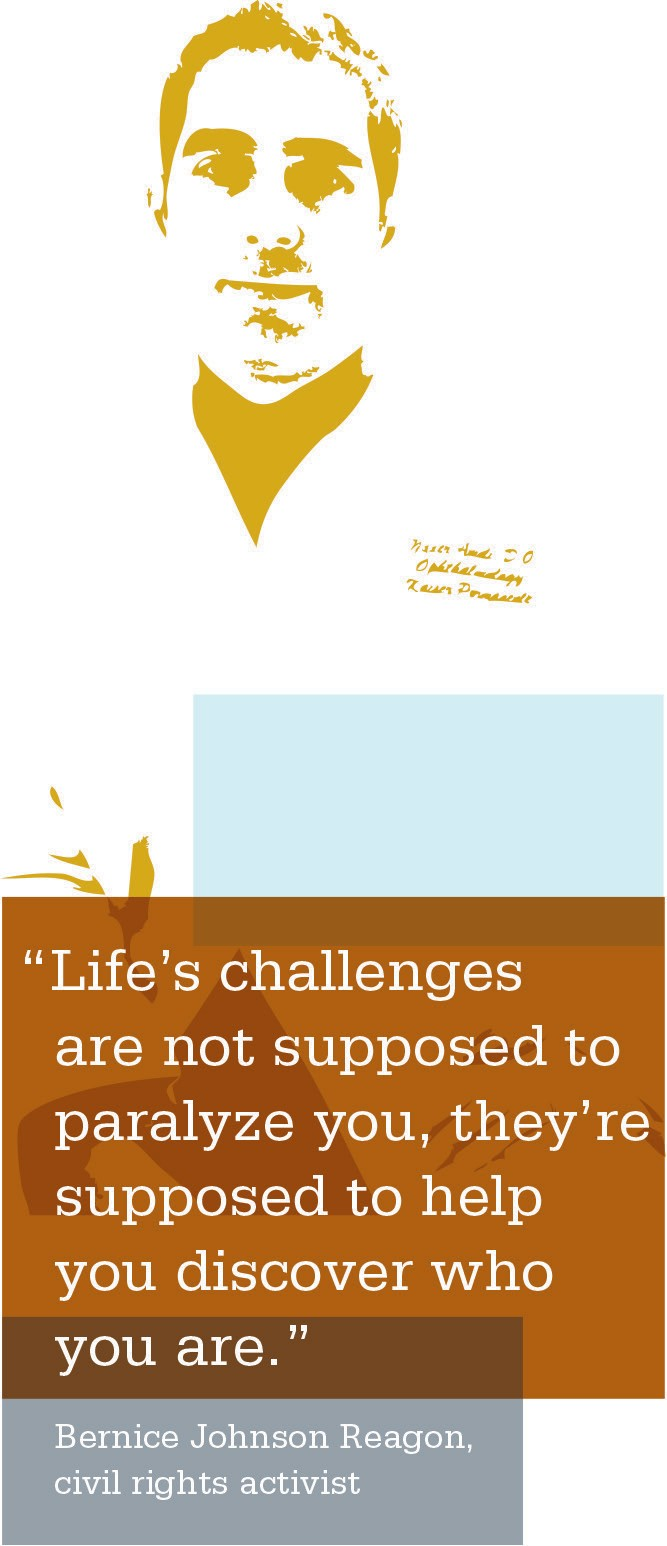 Ophthalmology
Kaiser
“Life’s challenges
are not supposed to
paralyze you, they’re
supposed to help
you discover who
you are.”
Bernice Johnson Reagon,
civil rights activist